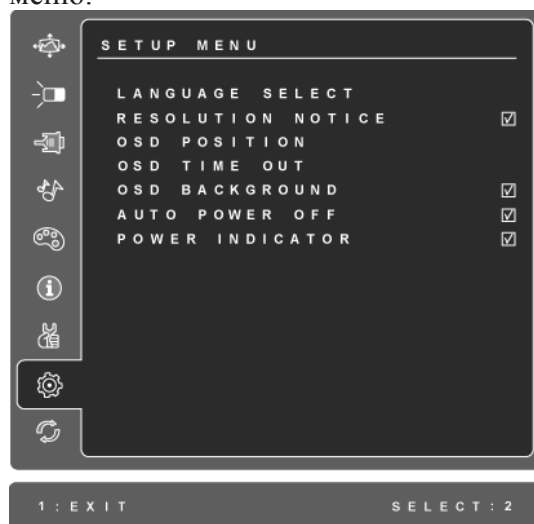 меню.
SETUP MENU
LANGUAGE SELECT
RESOLUTION NOTICE
OSD POSITION
OSD TIME OUT
OSD BACKGROUND
AUTO POWER OFF
POWER INDICATOR
1:EXIT SELECT:2